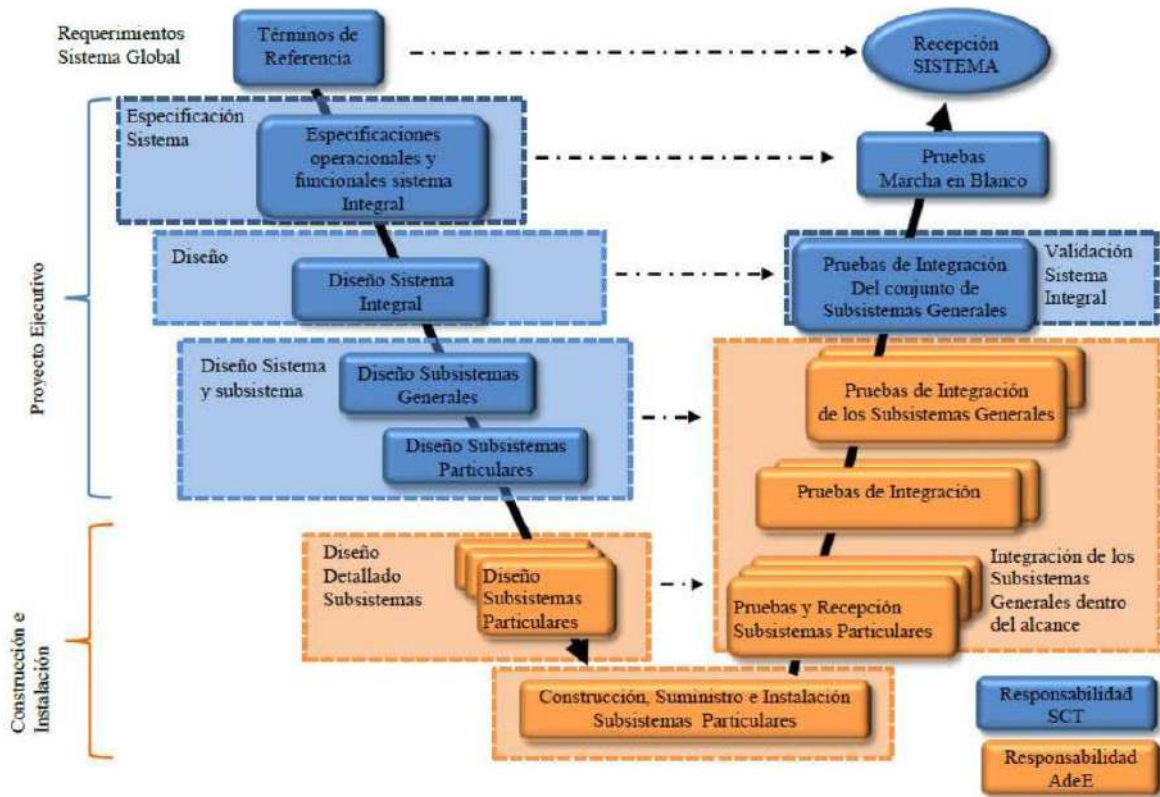 Requerimientos
Sistema Global
Términos de
Referencia
Recepción
SISTEMA
Especificación
Sistema
Especificaciones
operacionales y
funcionales sistema
Integral
Pruebas
Marcha en Blanco
Diseño
Diseño Sistema
Integral
Pruebas de Integración
Del conjunto de
Subsistemas Generales
Validación
Sistema
Integral
Proyecto Ejecutivo
Diseño Sistema
y subsistema
Diseño Subsistemas
Generales
Diseño Subsistemas
Particulares
Pruebas de Integración
de los Subsistemas Generales
Pruebas de Integración
Construcción e
Instalación
Diseño
Detallado
Subsistemas
Diseño
Subsistemas
Particulares
Pruebas y Recepción
Subsistemas Particulares
Integración de los
Subsistemas
Generales dentro
del alcance
Construcción, Suministro e Instalación
Subsistemas Particulares
Responsabilidad
SCT
Responsabilidad
AdeE